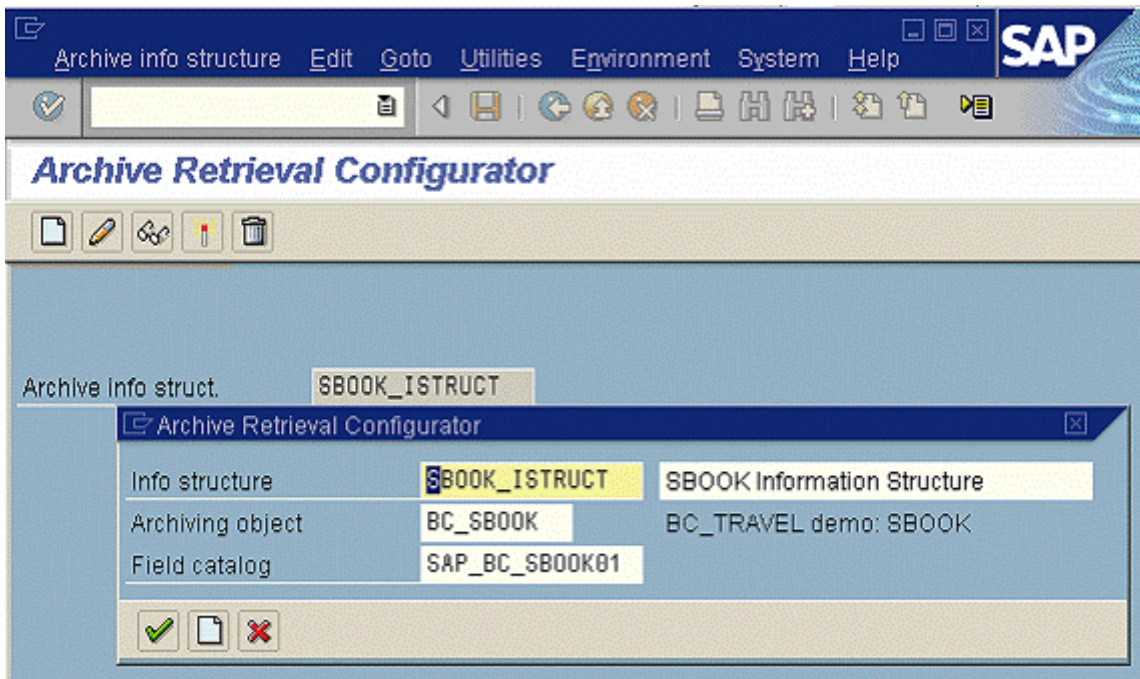 SAP
Archive info structure Edit Goto Utilities Environment System Help
Archive Retrieval Configurator
Archive info struct. SBOOK_ISTRUCT
Archive Retrieval Configurator
Info structure SBOOK_ISTRUCT SBOOK Information Structure
Archiving object BC_SBOOK BC_TRAVEL demo: SBOOK
Field catalog SAP_BC_SBOOK01